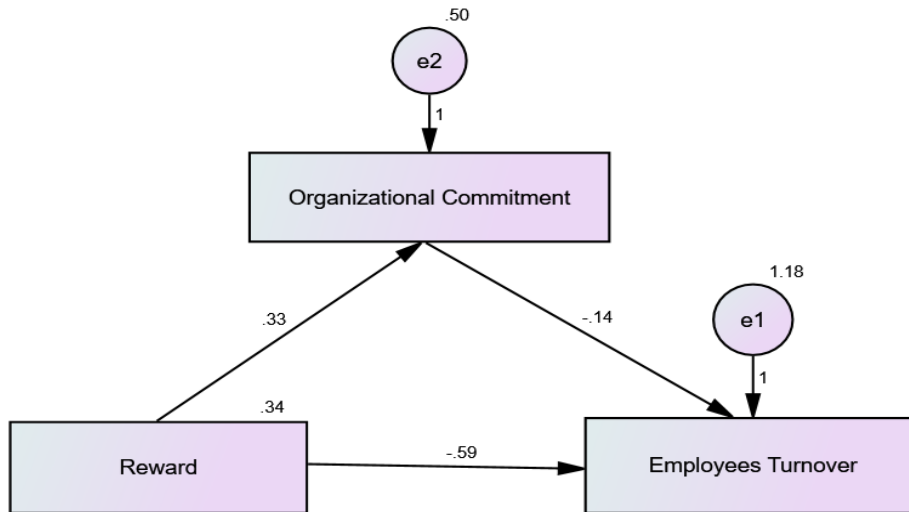 .50
e2
1
Organizational Commitment
1.18
.33
-.14
e1
1
.34
Reward
-.59
Employees Turnover